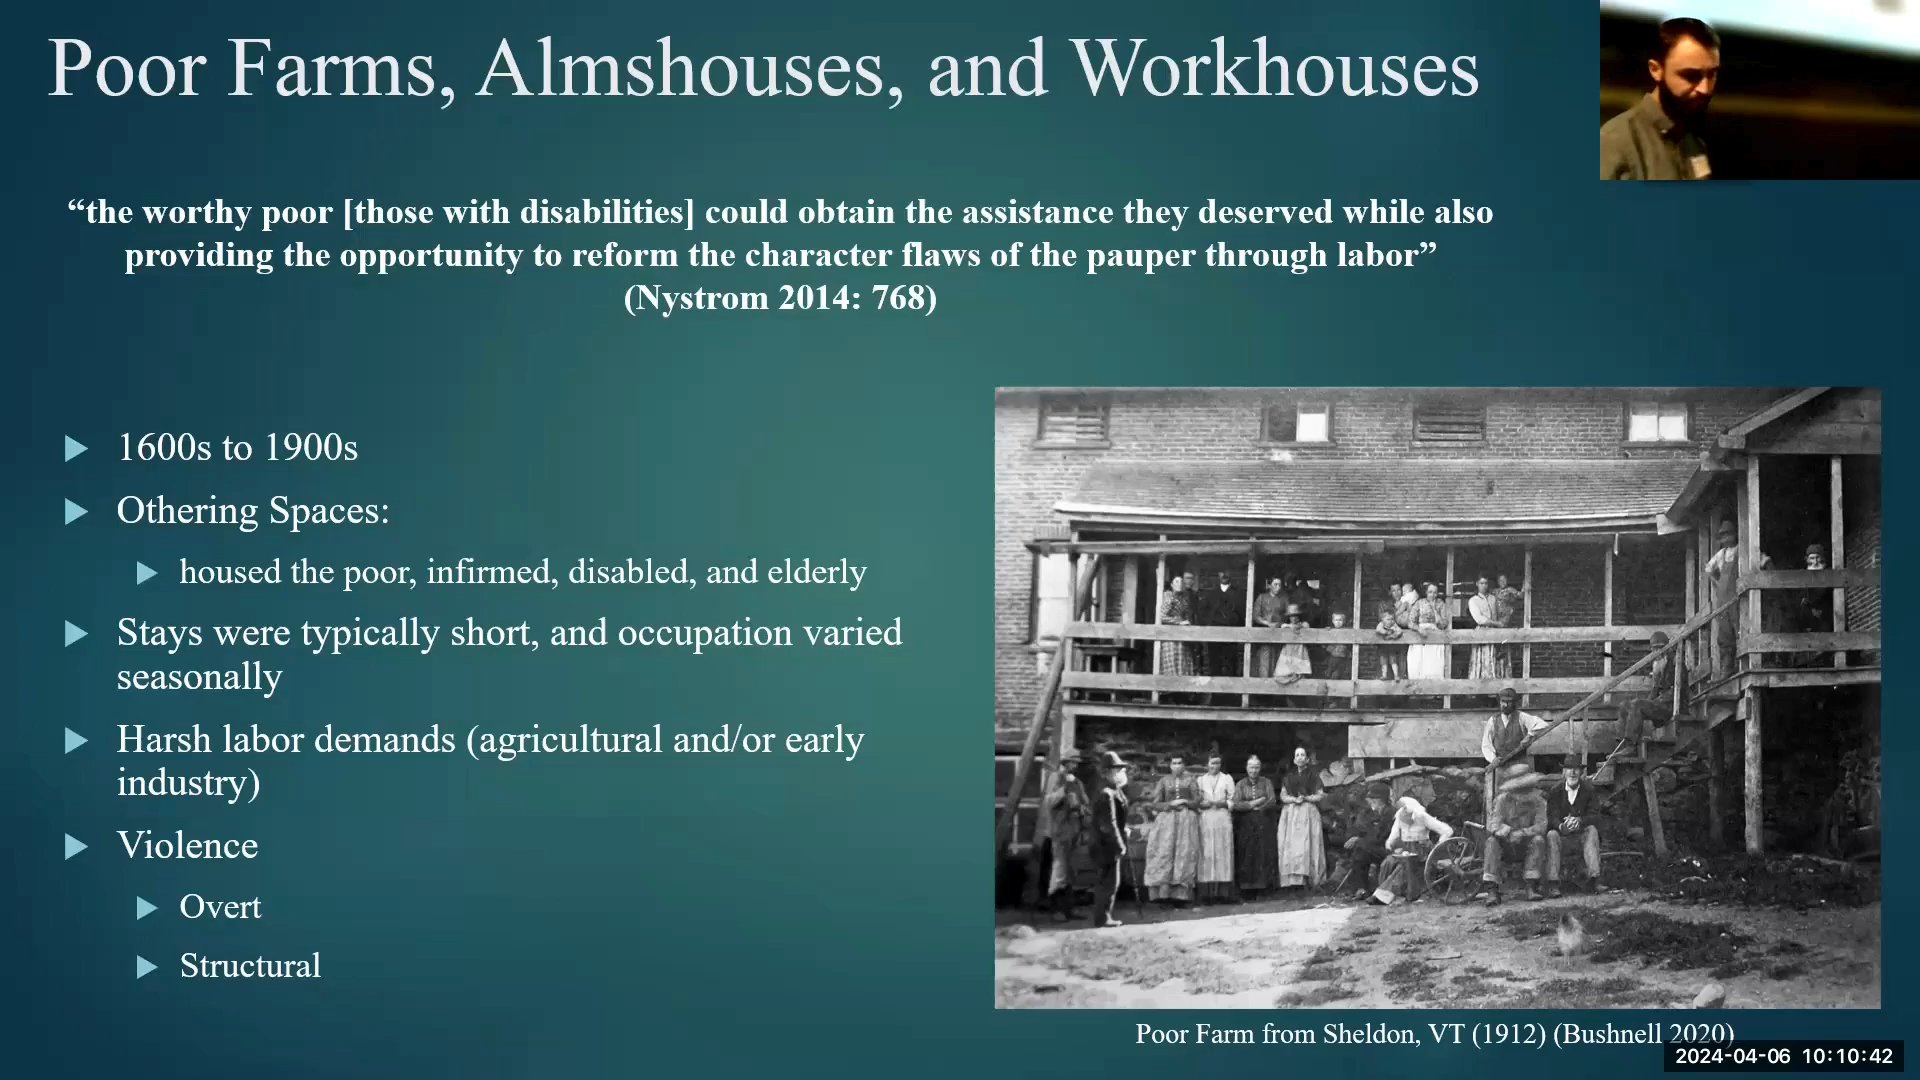 Poor Farms, Almshouses, and Workhouses
“the worthy poor [those with disabilities] could obtain the assistance they deserved while also
providing the opportunity to reform the character flaws of the pauper through labor”
(Nystrom 2014: 768)
1600s to 1900s
Othering Spaces:
housed the poor, infirmed, disabled, and elderly
Stays were typically short, and occupation varied
seasonally
Harsh labor demands (agricultural and/or early
industry)
Violence
Overt
Structural
Poor Farm from Sheldon, VT (1912) (Bushnell 2020)
2024-04-06 10:10:42